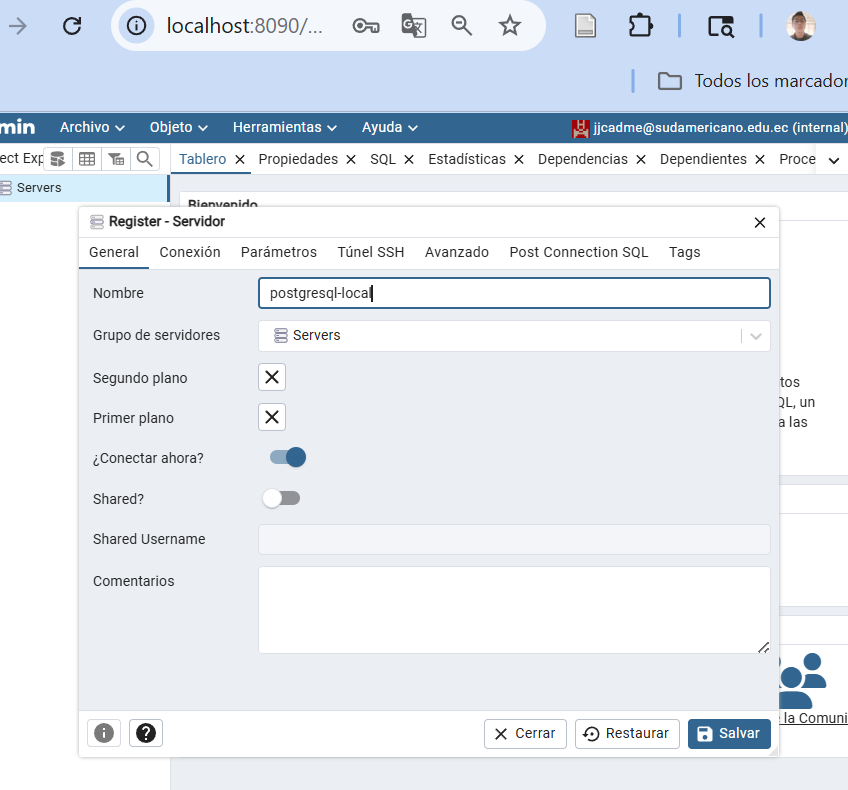 localhost:8090/...
Todos los marcador
min Archivo Objeto Herramientas Ayuda jjcadme@sudamericano.edu.ec (internal)
ect Exp Tablero Propiedades SQL Estadísticas Dependencias Dependientes Proce
Servers
Bienvenido
Register - Servidor
General Conexión Parámetros Túnel SSH Avanzado Post Connection SQL Tags
Nombre postgresql-local
Grupo de servidores Servers
Segundo plano
tos
QL, un
Primer plano
a las
¿Conectar ahora?
Shared?
Shared Username
Comentarios
la Comuni
Cerrar Restaurar Salvar